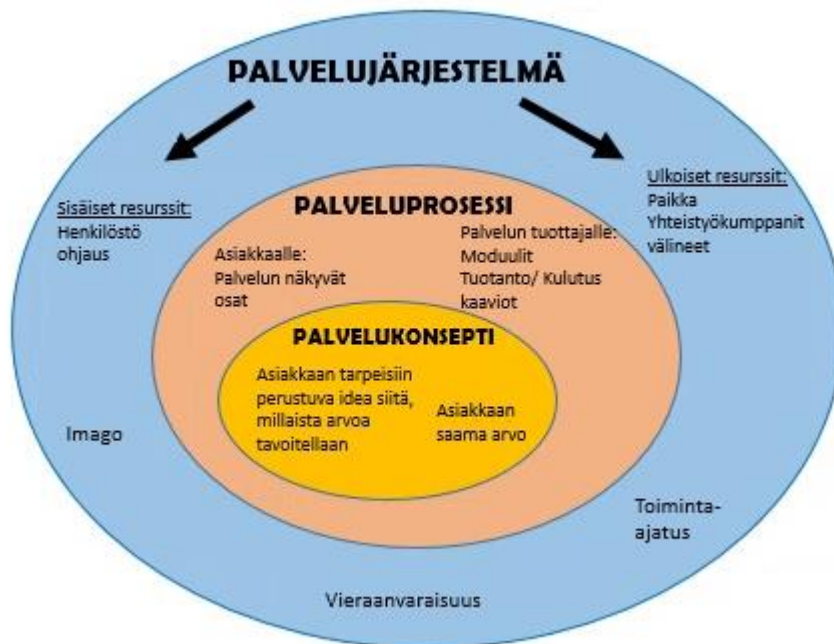 PALVELUJÄRJESTELMÄ
Sisäiset resurssit:
Henkilöstö
ohjaus
Ulkoiset resurssit:
Paikka
Yhteistyökumppanit
välineet
PALVELUPROSESSI
Asiakkaalle:
Palvelun näkyvät
osat
Palvelun tuottajalle:
Moduulit
Tuotanto/ Kulutus
kaaviot
PALVELUKONSEPTI
Asiakkaan tarpeisiin
perustuva idea siitä,
millaista arvoa
tavoitellaan
Asiakkaan
saama arvo
Imago
Toiminta-
ajatus
Vieraanvaraisuus